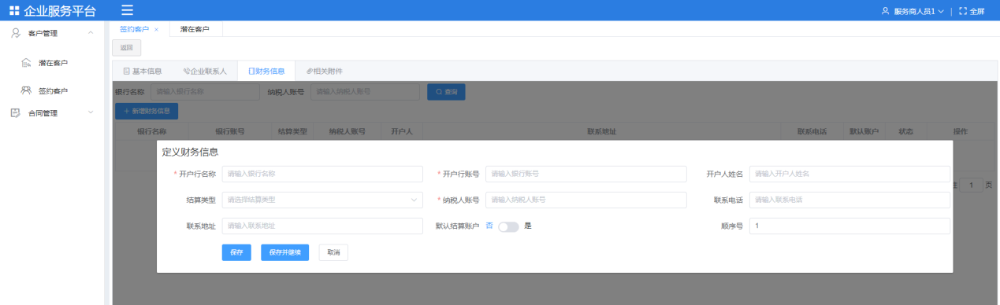 企业服务平台
服务商人员1 | 全屏
客户管理
潜在客户
签约客户
合同管理
签约客户 × 潜在客户
返回
基本信息 企业联系人 财务信息 相关附件
银行名称 请输入银行名称 纳税人账号 请输入纳税人账号 查询
+ 新增财务信息
银行名称 银行账号 结算类型 纳税人账号 开户人 联系地址 联系电话 默认账户 状态 操作
定义财务信息
* 开户行名称 请输入银行名称 * 开户行账号 请输入银行账号 开户人姓名 请输入开户人姓名
1 页
结算类型 请选择结算类型 * 纳税人账号 请输入纳税人账号 联系电话 请输入联系电话
联系地址 请输入联系地址 默认结算账户 否 是 顺序号 1
保存 保存并继续 取消